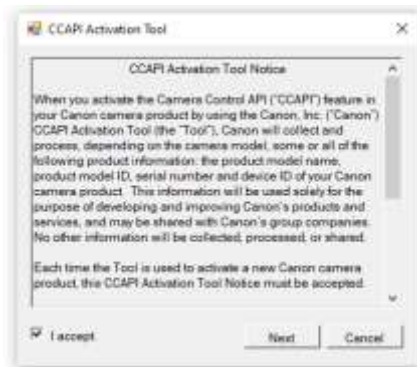 CCAPI Activation Tool
CCAPI Activation Tool Notice
When you activate the Camera Control API ("CCAPI") feature in
your Canon camera product by using the Canon, Inc. ("Canon")
CCAPI Activation Tool (the "Tool"), Canon will collect and
process, depending on the camera model, some or all of the
following product information: the product model name,
product model ID, serial number and device ID of your Canon
camera product. This information will be used solely for the
purpose of developing and improving Canon's products and
services, and may be shared with Canon's group companies.
No other information will be collected, processed, or shared.
Each time the Tool is used to activate a new Canon camera
product, this CCAPI Activation Tool Notice must be accepted.
I accept
Next
Cancel